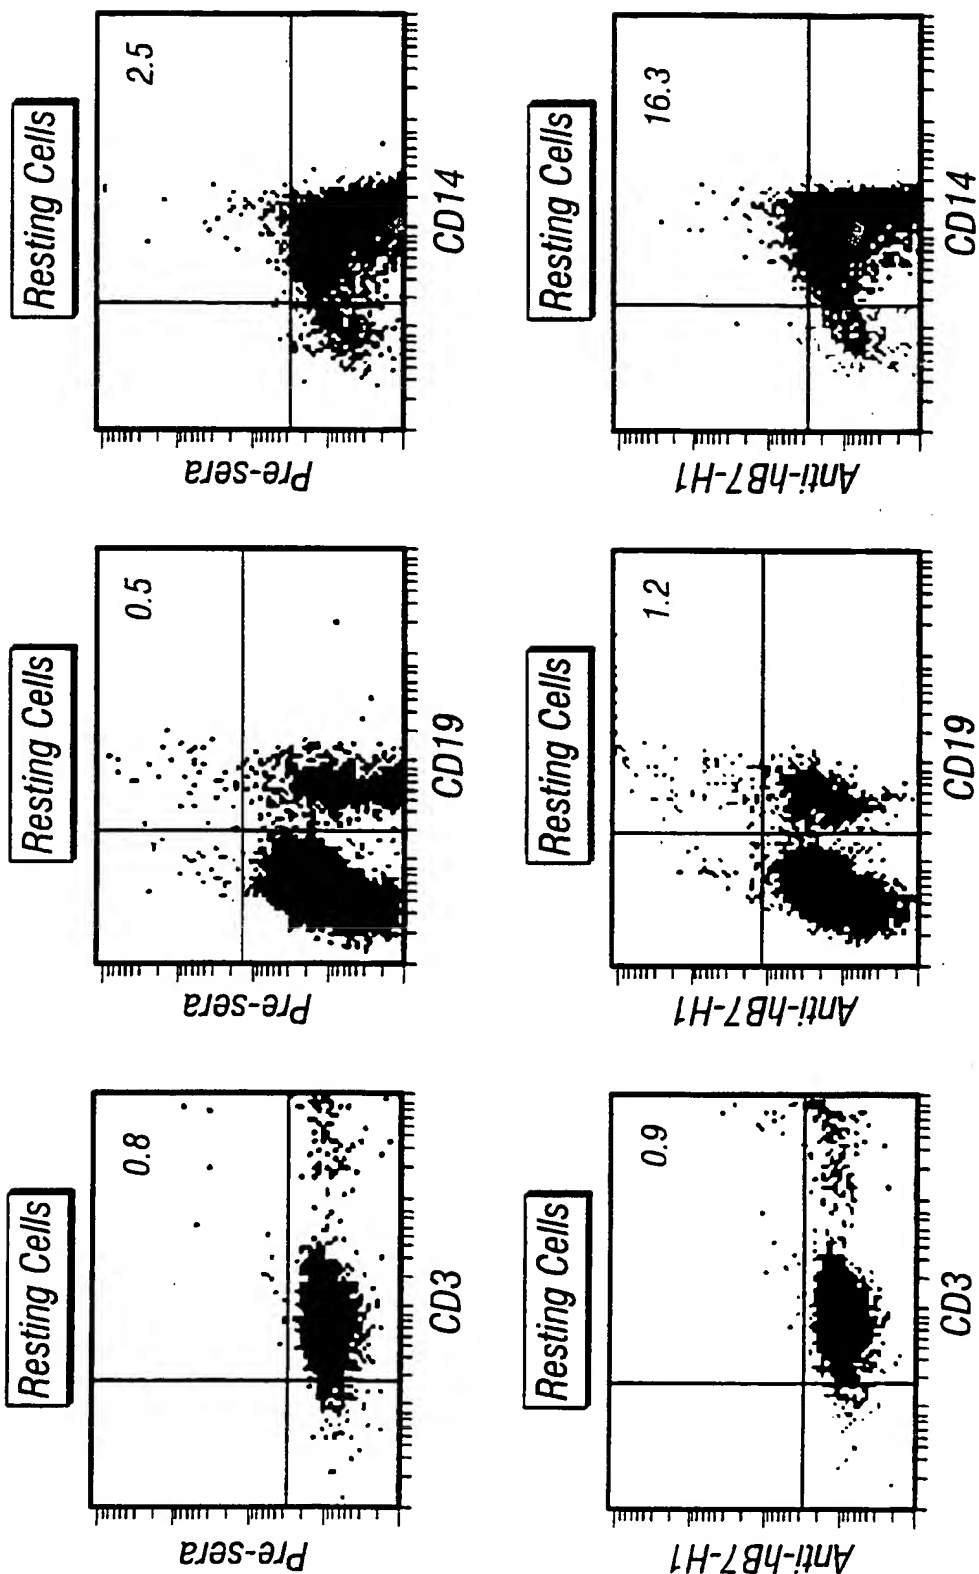 Resting Cells
2.5
Pre-sera
CD14
Resting Cells
16.3
Anti-hB7-H1
CD14
Resting Cells
0.5
Pre-sera
CD19
Resting Cells
1.2
Anti-hB7-H1
CD19
Resting Cells
0.8
Pre-sera
CD3
Resting Cells
0.9
Anti-hB7-H1
CD3